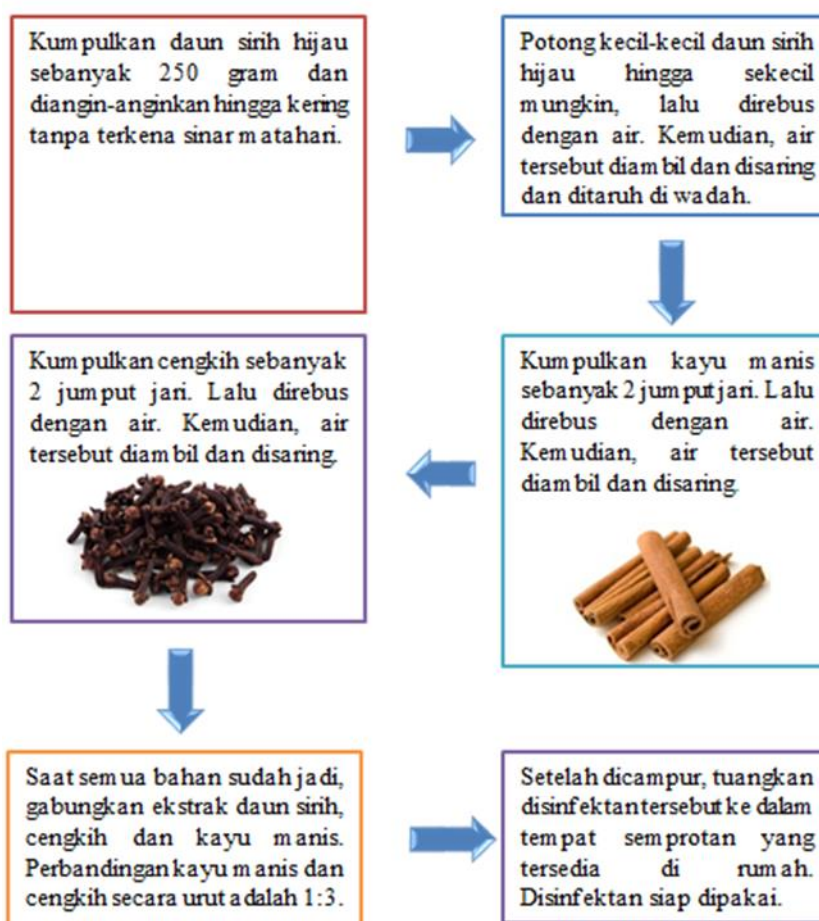 Kumpulkan daun sirih hijau
sebanyak 250 gram dan
diangin-anginkan hingga kering
tanpa terkena sinar matahari.
Potong kecil-kecil daun sirih
hijau hingga sekecil
mungkin, lalu direbus
dengan air. Kemudian, air
tersebut diambil dan disaring
dan ditaruh di wadah.
Kumpulkan kayu manis
sebanyak 2 jumput jari. Lalu
direbus dengan air.
Kemudian, air tersebut
diambil dan disaring.
Kumpulkan cengkih sebanyak
2 jumput jari. Lalu direbus
dengan air. Kemudian, air
tersebut diambil dan disaring.
Saat semua bahan sudah jadi,
gabungkan ekstrak daun sirih,
cengkih dan kayu manis.
Perbandingan kayu manis dan
cengkih secara urut adalah 1:3.
Setelah dicampur, tuangkan
disinfektan tersebut ke dalam
tempat semprotan yang
tersedia di rumah.
Disinfektan siap dipakai.